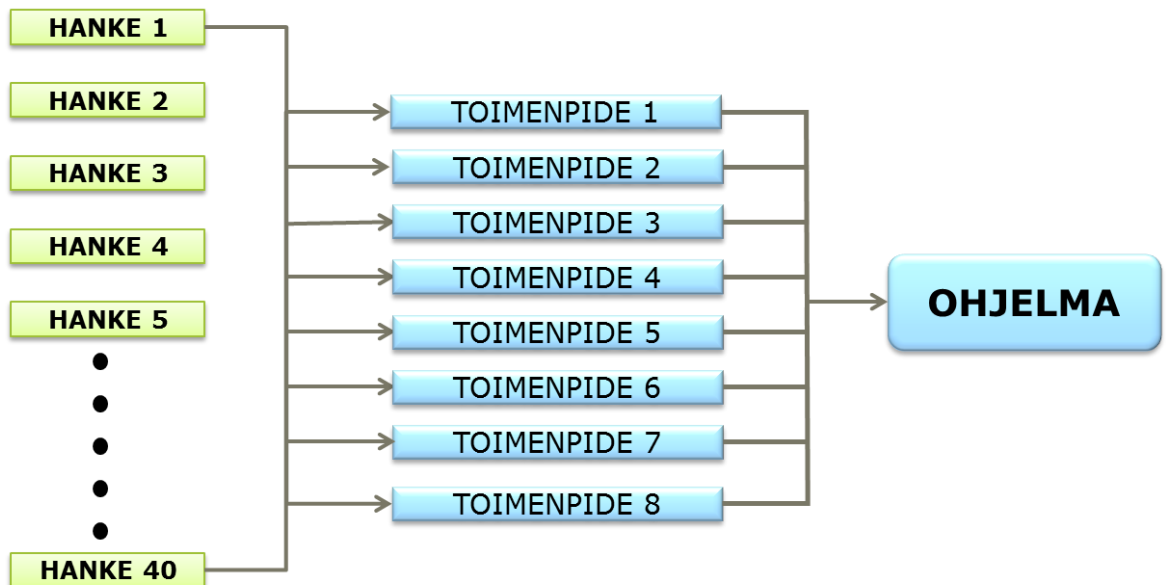 HANKE 1
HANKE 2
HANKE 3
HANKE 4
HANKE 5
HANKE 40
TOIMENPIDE 1
TOIMENPIDE 2
TOIMENPIDE 3
TOIMENPIDE 4
TOIMENPIDE 5
TOIMENPIDE 6
TOIMENPIDE 7
TOIMENPIDE 8
OHJELMA